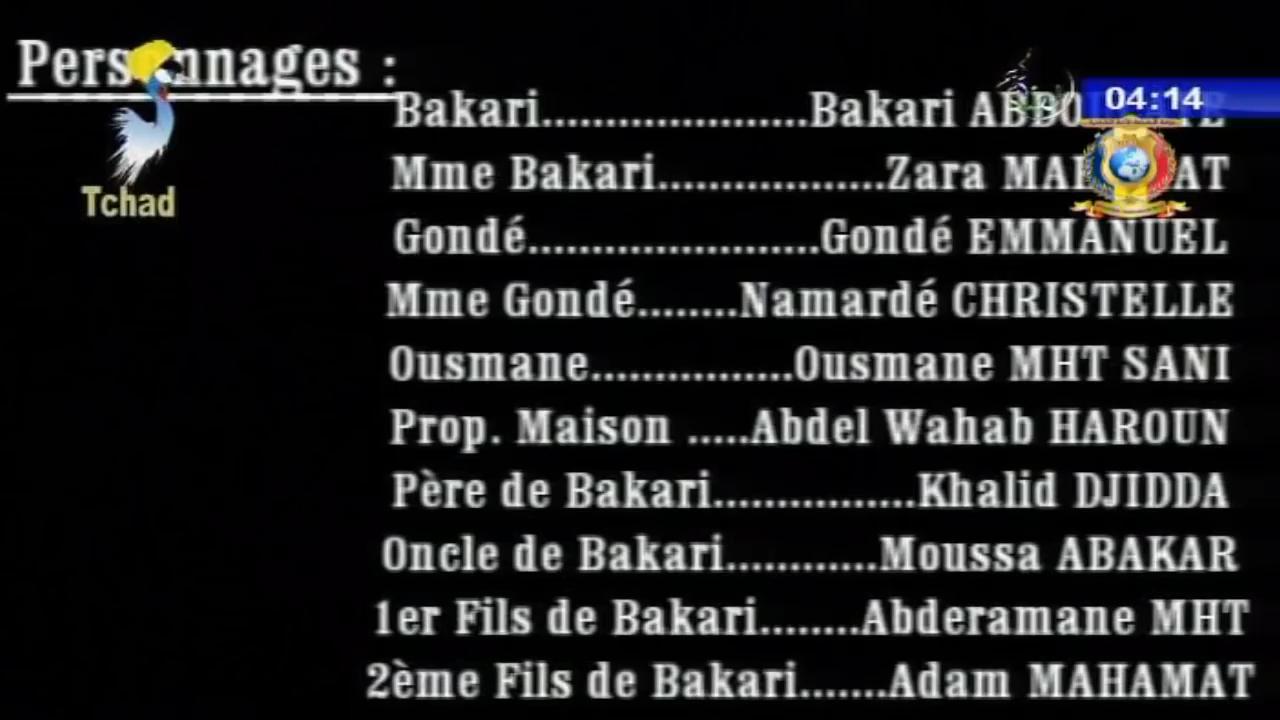 Personnages :
04:14
Bakari.....................Bakari
Mme Bakari..................Zara
Tchad
Gondé.......................Gondé EMMANUEL
Mme Gondé........Namardé CHRISTELLE
Ousmane................Ousmane MHT SANI
Prop. Maison .....Abdel Wahab HAROUN
Père de Bakari................Khalid DJIDDA
Oncle de Bakari............Moussa ABAKAR
1er Fils de Bakari........Abderamane MHT
2ème Fils de Bakari.......Adam MAHAMAT